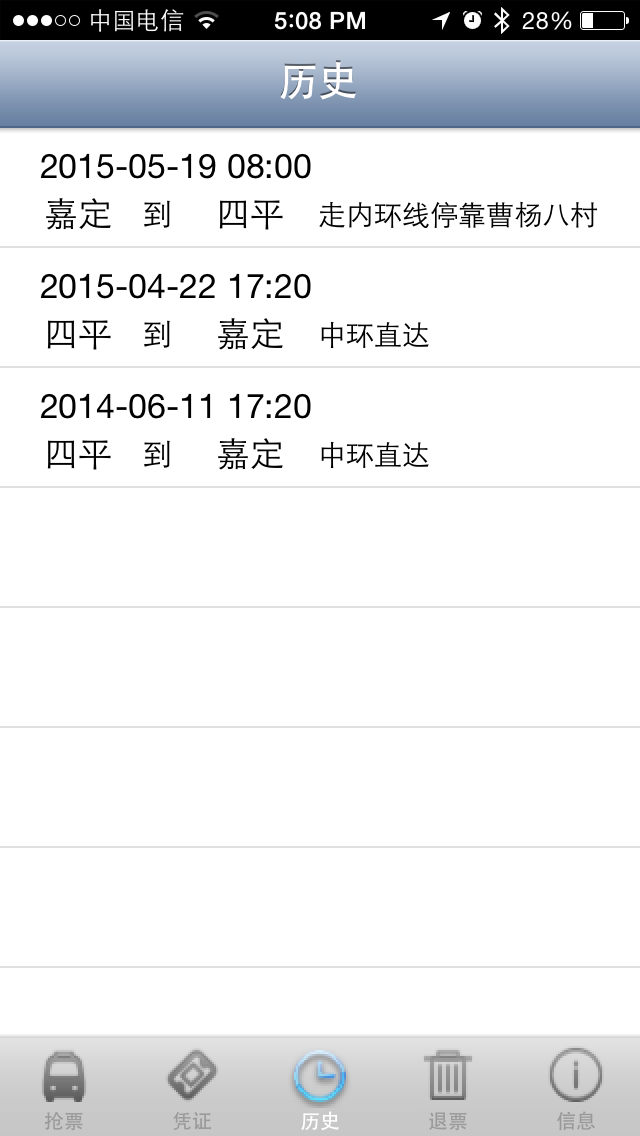 中国电信 5:08 PM 28%
历史
2015-05-19 08:00
嘉定 到 四平 走内环线停靠曹杨八村
2015-04-22 17:20
四平 到 嘉定 中环直达
2014-06-11 17:20
四平 到 嘉定 中环直达
抢票 凭证 历史 退票 信息